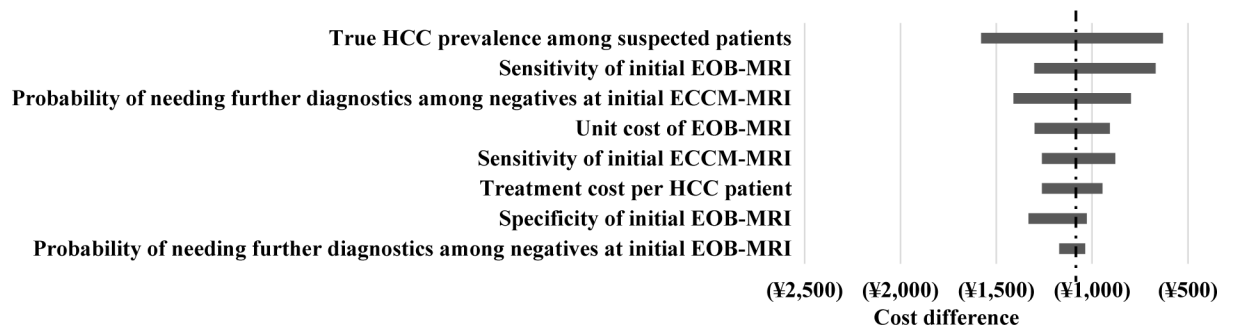 True HCC prevalence among suspected patients
Sensitivity of initial EOB-MRI
Probability of needing further diagnostics among negatives at initial ECCM-MRI
Unit cost of EOB-MRI
Sensitivity of initial ECCM-MRI
Treatment cost per HCC patient
Specificity of initial EOB-MRI
Probability of needing further diagnostics among negatives at initial EOB-MRI
(¥2,500) (¥2,000) (¥1,500) (¥1,000) (¥500)
Cost difference